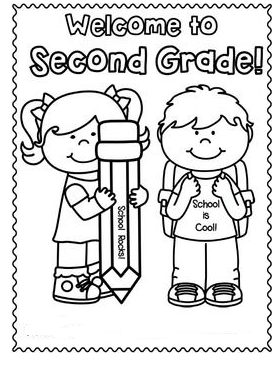 Welcome to
Second Grade!
School Rocks!
School
is
Cool!